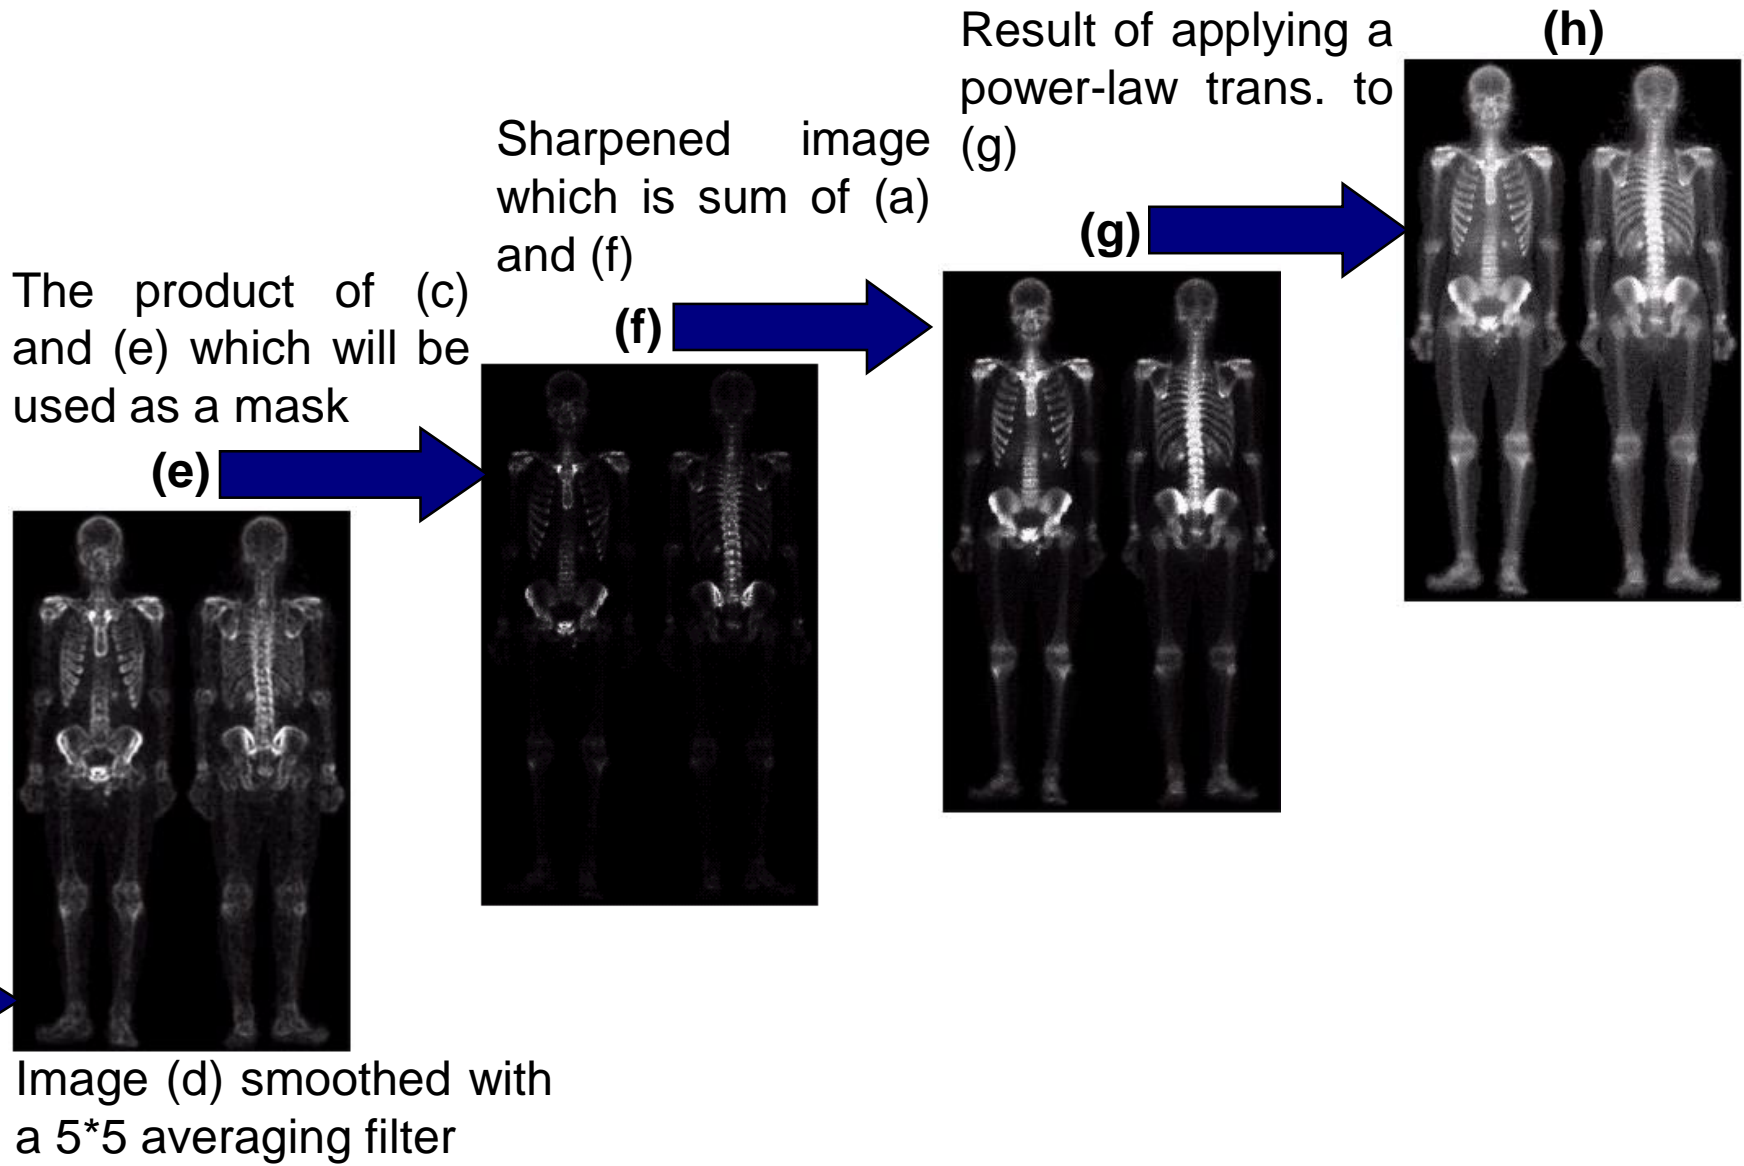 Result of applying a
power-law trans. to
(g)
(h)
Sharpened image
which is sum of (a)
and (f)
(g)
The product of (c)
and (e) which will be
used as a mask
(f)
(e)
Image (d) smoothed with
a 5*5 averaging filter